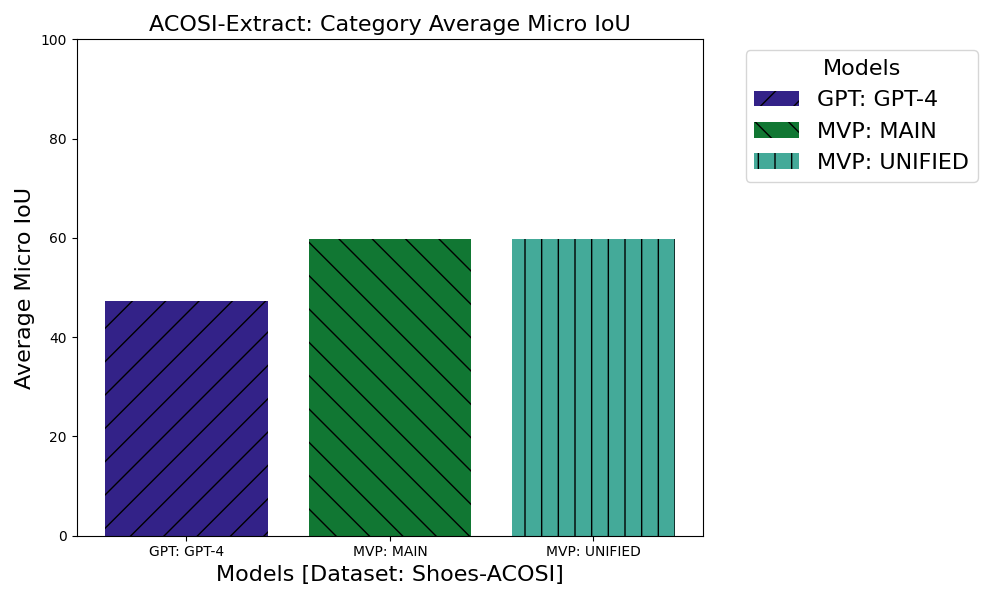 ACOSI-Extract: Category Average Micro IoU
100
80
60
40
20
0
Average Micro IoU
GPT: GPT-4
MVP: MAIN
MVP: UNIFIED
Models [Dataset: Shoes-ACOSI]
Models
GPT: GPT-4
MVP: MAIN
MVP: UNIFIED